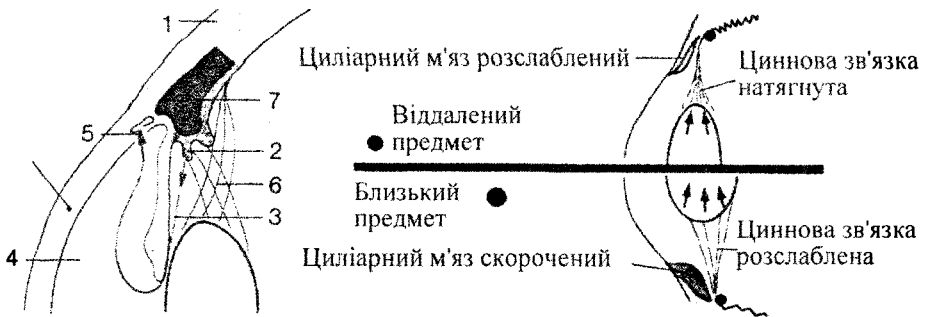 1
7
5
2
6
3
4
Циліарний м'яз розслаблений
Циннова зв'язка
натягнута
Віддалений
предмет
Близький
предмет
Циліарний м'яз скорочений
Циннова зв'язка
розслаблена